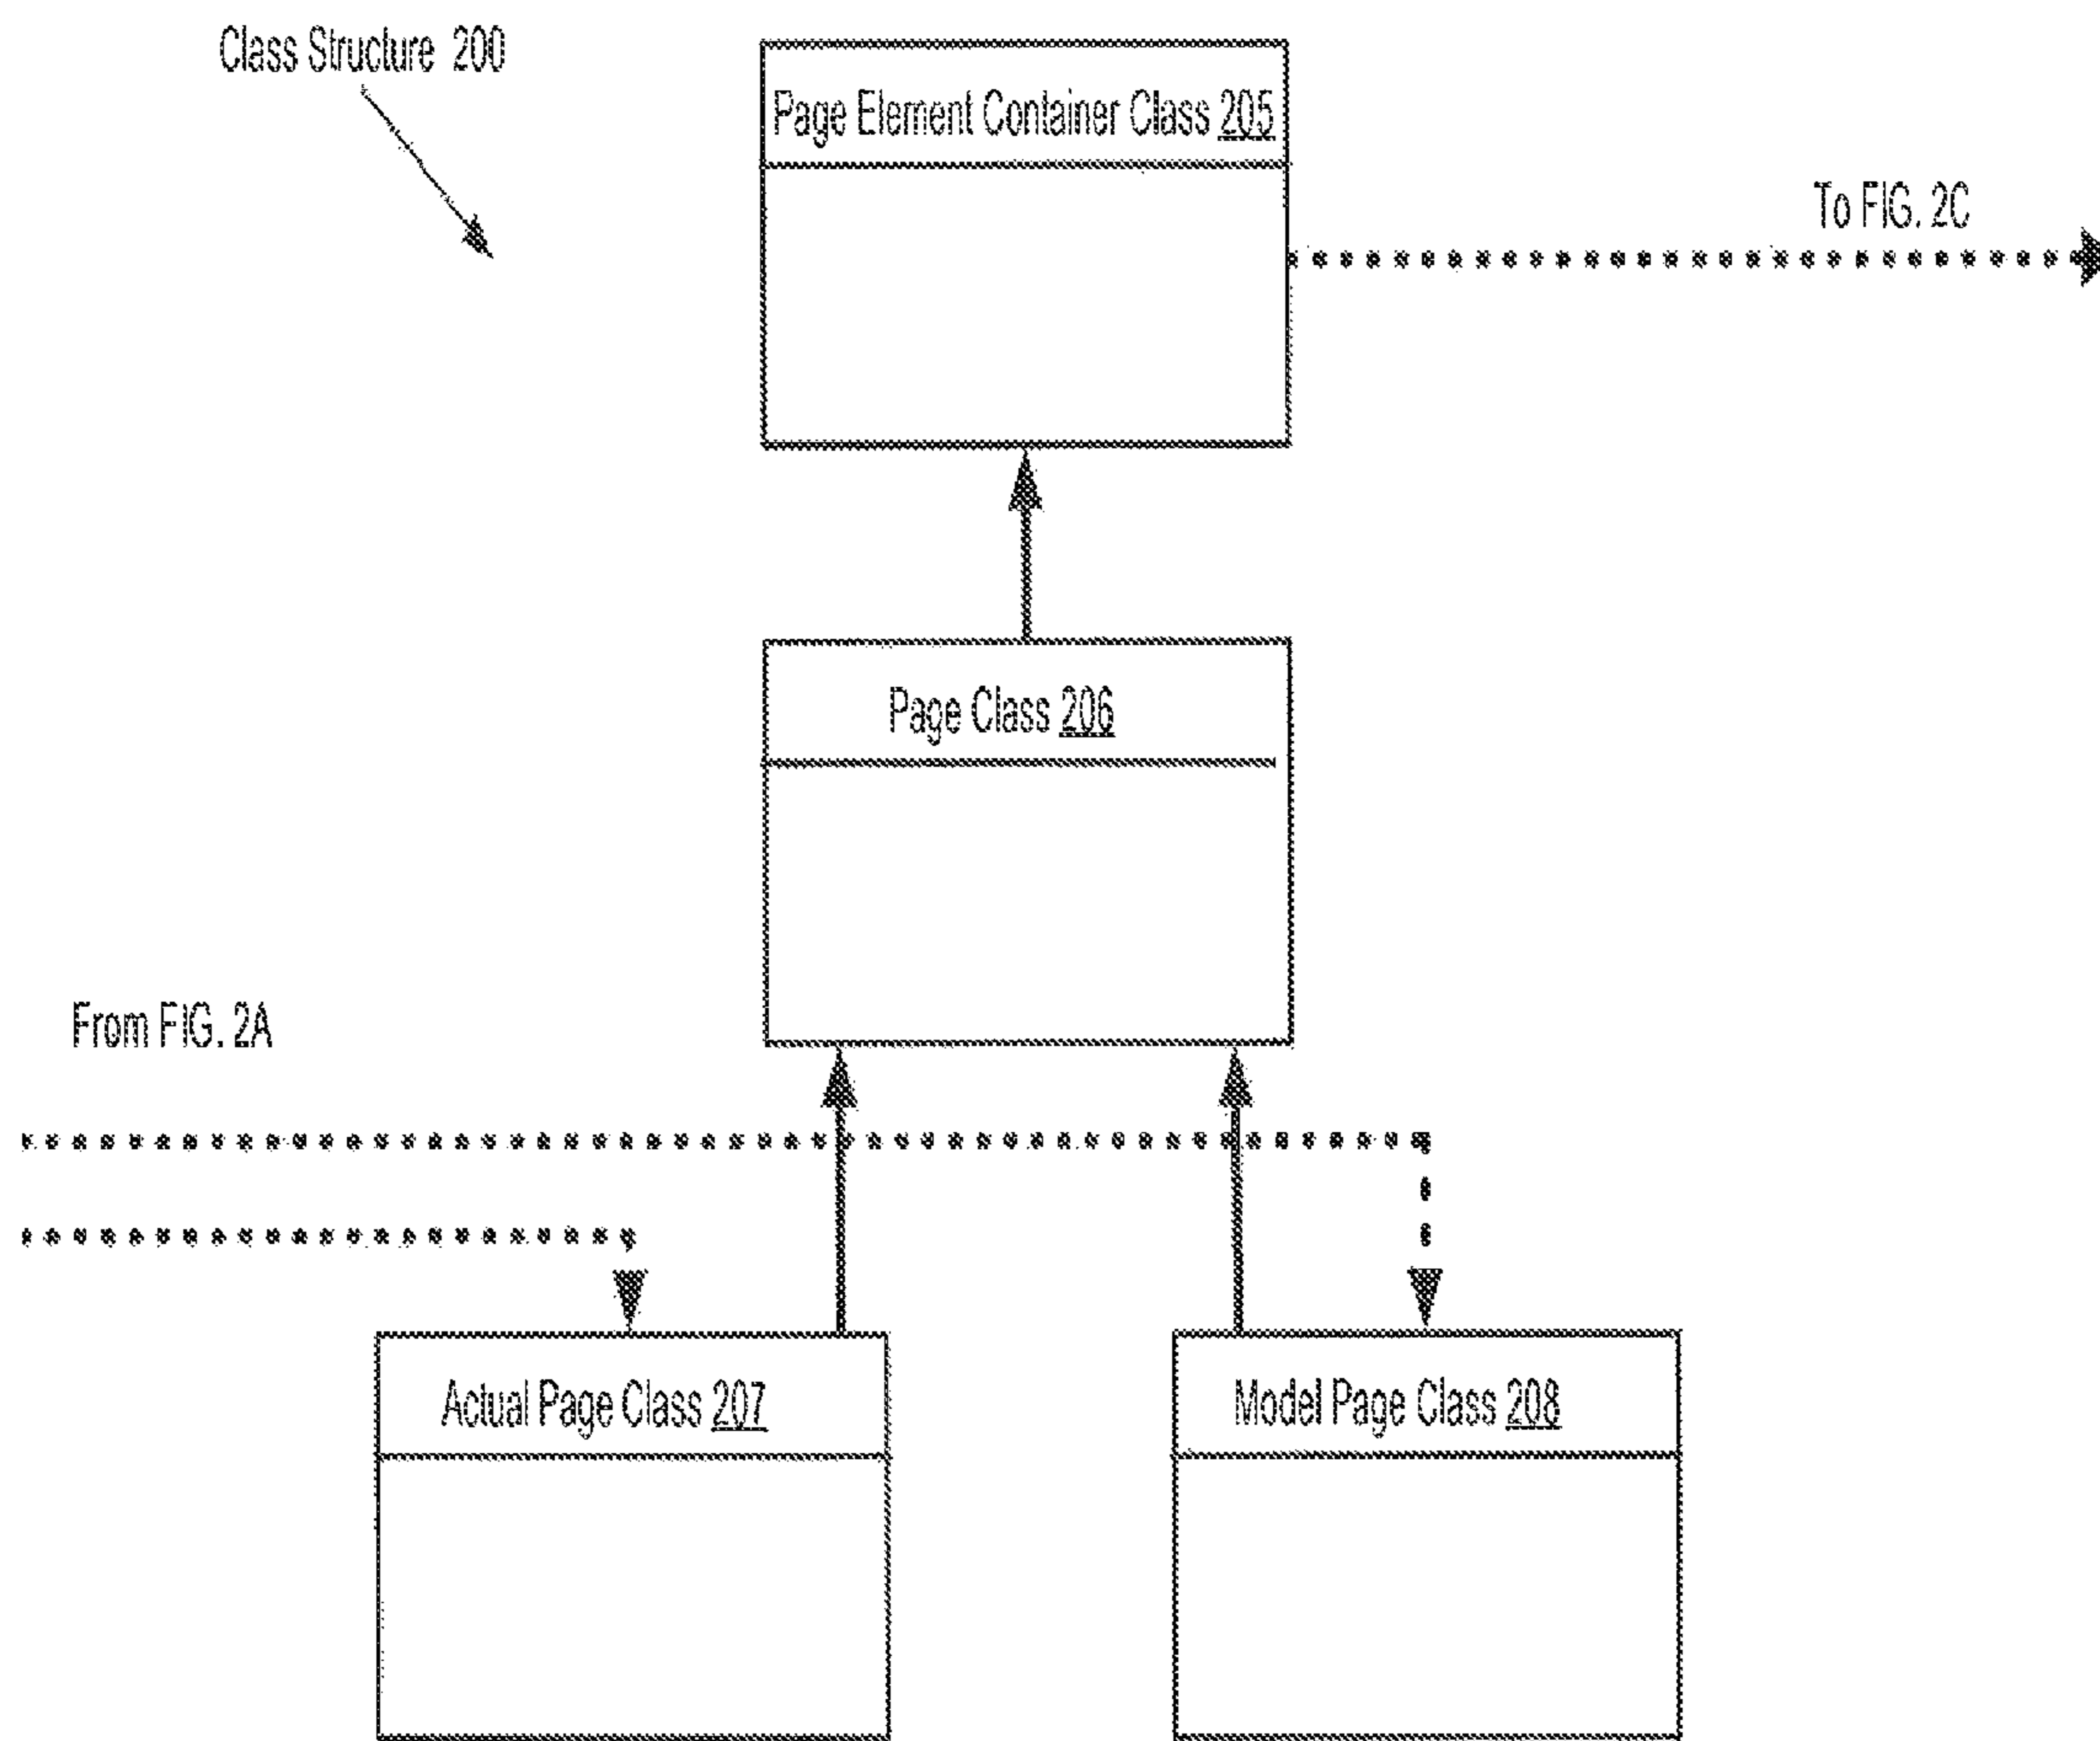 Class Structure 200
Page Element Container Class 205
To FIG. 2C
Page Class 206
From FIG. 2A
Actual Page Class 207
Model Page Class 208